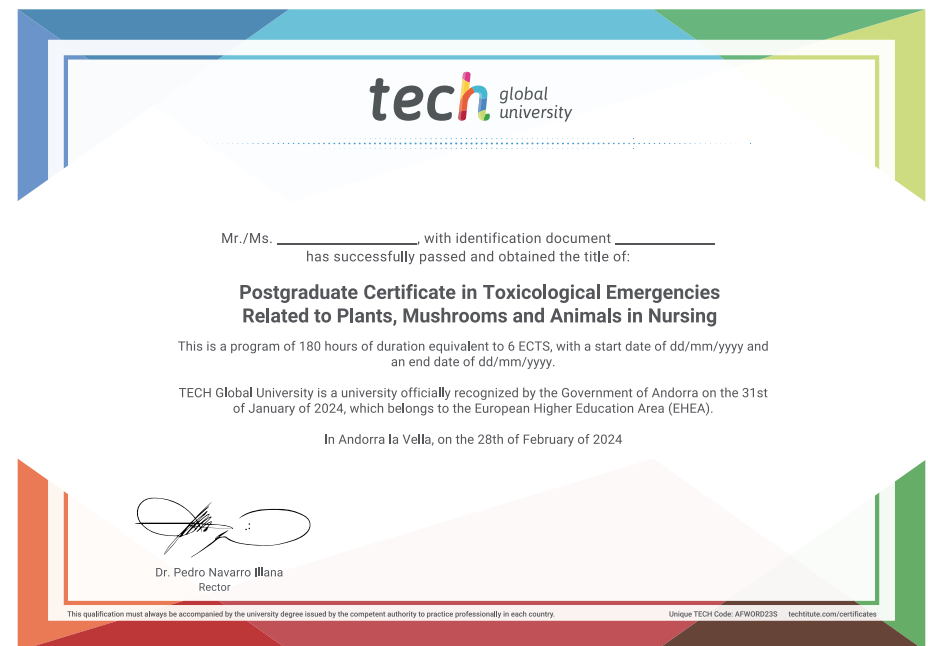 tech global
university
Mr./Ms. ____________, with identification document ____________
has successfully passed and obtained the title of:
Postgraduate Certificate in Toxicological Emergencies
Related to Plants, Mushrooms and Animals in Nursing
This is a program of 180 hours of duration equivalent to 6 ECTS, with a start date of dd/mm/yyyy and
an end date of dd/mm/yyyy.
TECH Global University is a university officially recognized by the Government of Andorra on the 31st
of January of 2024, which belongs to the European Higher Education Area (EHEA).
In Andorra la Vella, on the 28th of February of 2024
Dr. Pedro Navarro Illana
Rector
This qualification must always be accompanied by the university degree issued by the competent authority to practice professionally in each country.
Unique TECH Code: AFWORD23S techtitute.com/certificates